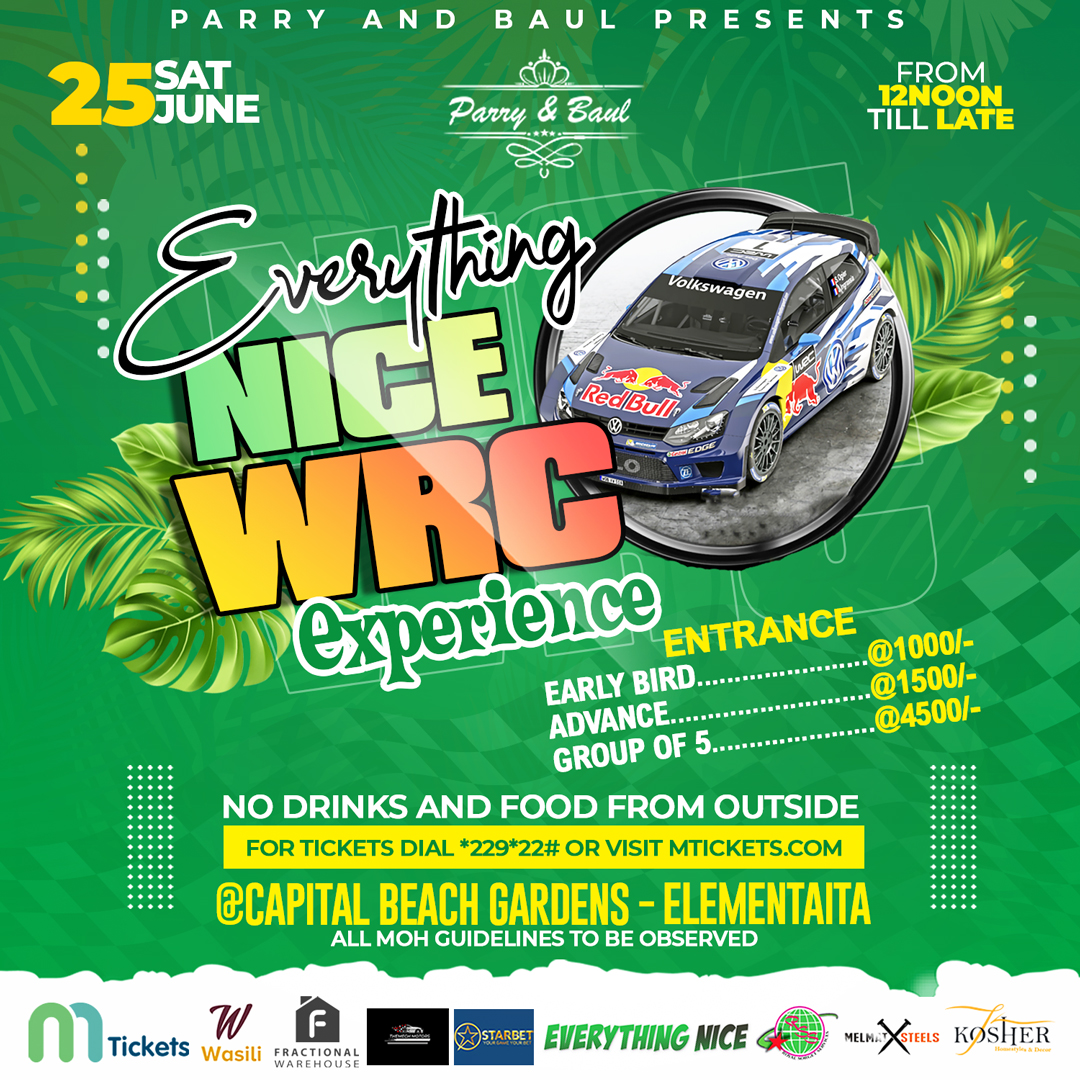 PARRY AND BAUL PRESENTS
25 SAT JUNE
Parry & Baul
FROM
12NOON
TILL LATE
Everything
NICE
WRC
experience
Volkswagen
Red Bull
WRC
EDGE
ENTRANCE
EARLY BIRD..........................@1000/-
ADVANCE..............................@1500/-
GROUP OF 5........................@4500/-
NO DRINKS AND FOOD FROM OUTSIDE
FOR TICKETS DIAL *229*22# OR VISIT MTICKETS.COM
@CAPITAL BEACH GARDENS - ELEMENTAITA
ALL MOH GUIDELINES TO BE OBSERVED
Tickets
W
Wasili
F
FRACTIONAL
WAREHOUSE
STARBET
EVERYTHING NICE
MELMAT STEELS
KOSHER